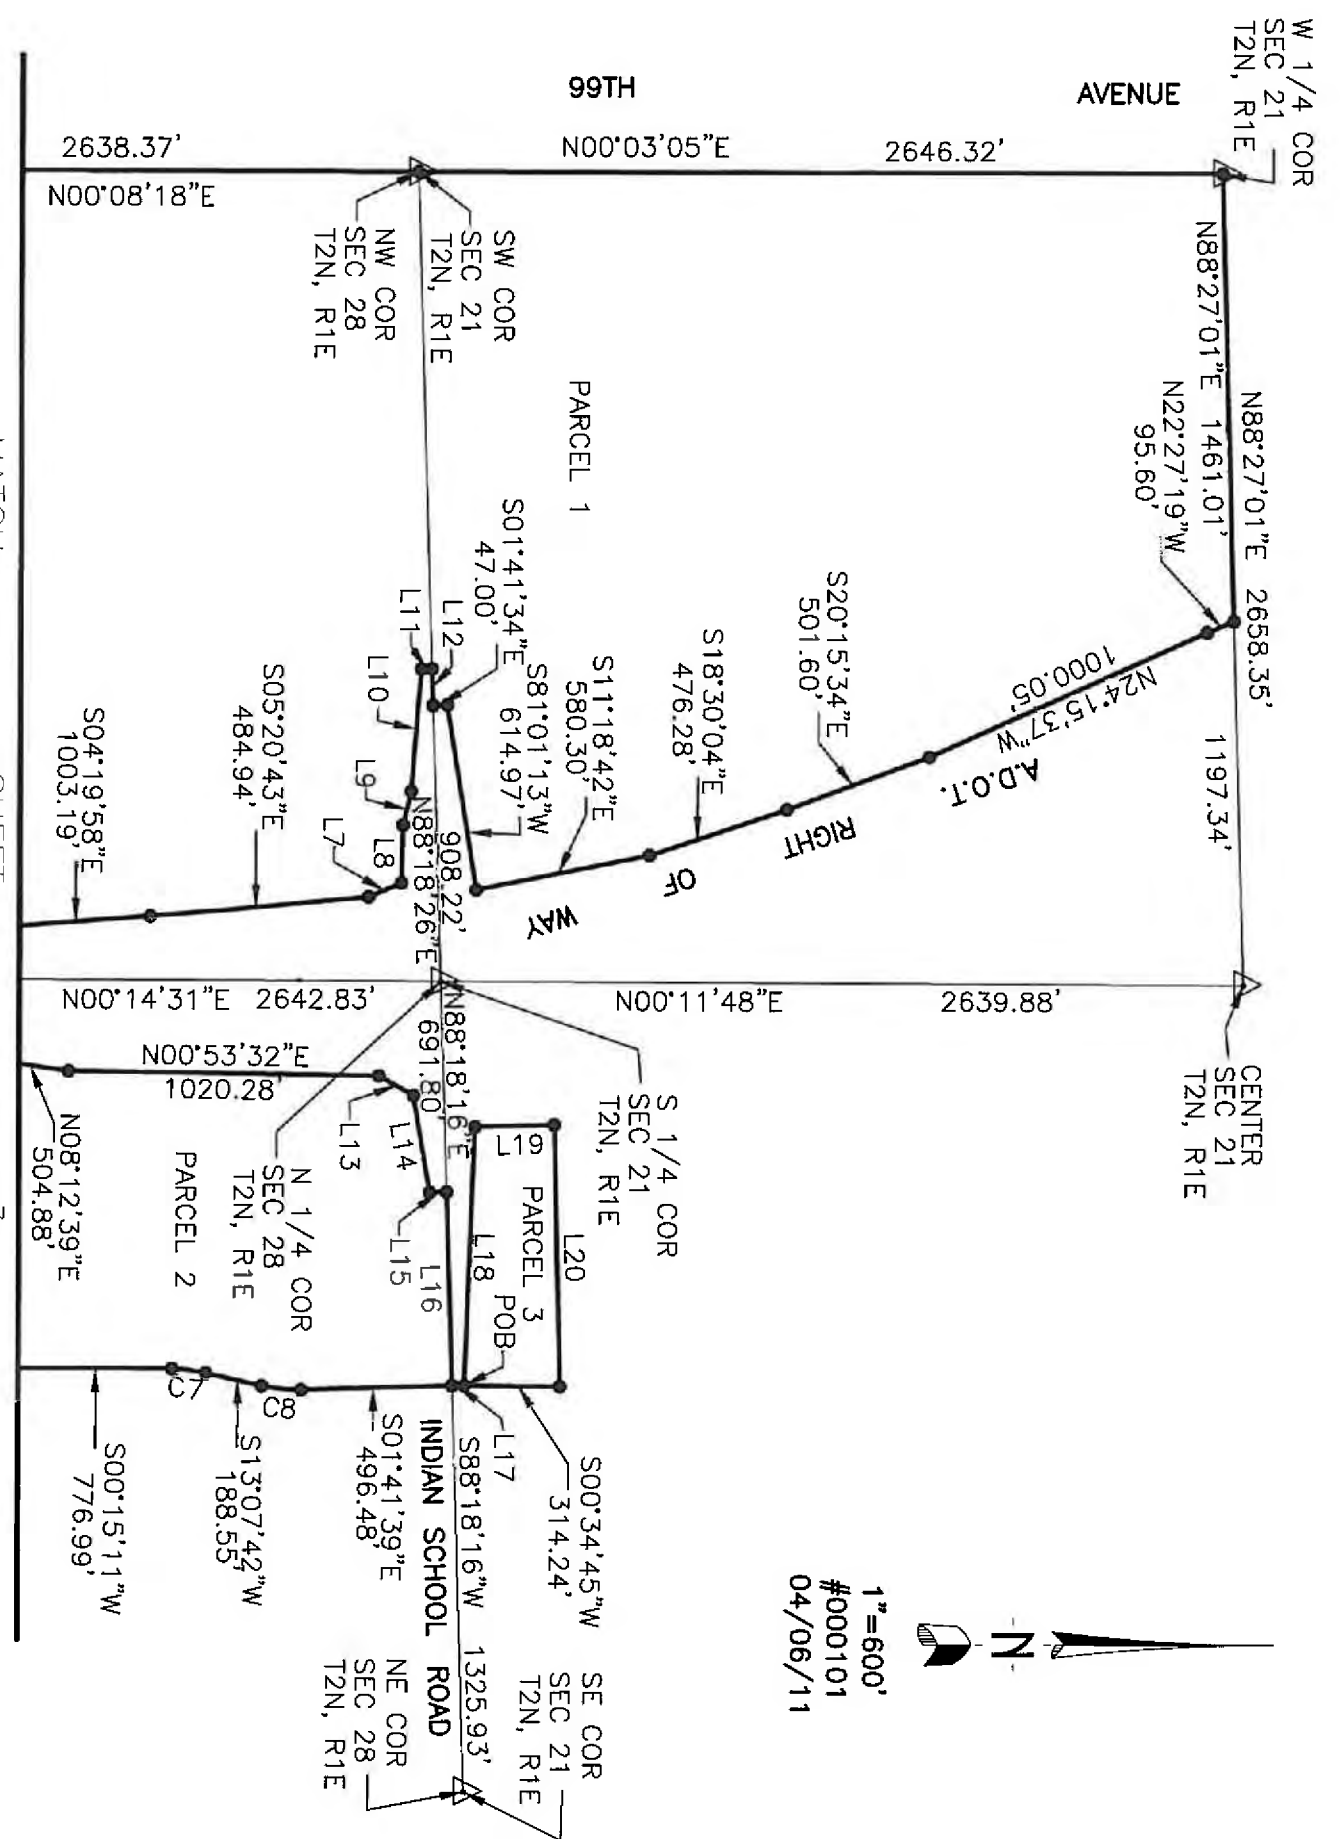 W 1/4 COR
SEC 21
T2N, R1E
99TH
AVENUE
2638.37'
N00°08'18"E
N00°03'05"E
2646.32'
SW COR
SEC 21
T2N, R1E
NW COR
SEC 28
T2N, R1E
N88°27'01"E 2658.35'
N88°27'01"E 1461.01'
1197.34'
N22°27'19"W
95.60'
N24°15'37"W
1000.05'
A.D.O.T.
RIGHT
OF
WAY
PARCEL 1
S20°15'34"E
501.60'
S18°30'04"E
476.28'
S11°18'42"E
580.30'
S81°01'13"W
614.97'
S01°41'34"E
47.00'
L12
L11
L10
L9
L8
L7
908.22'
N88°18'26"E
S05°20'43"E
484.94'
S04°19'58"E
1003.19'
CENTER
SEC 21
T2N, R1E
N00°11'48"E
2639.88'
N00°14'31"E 2642.83'
N88°18'16"E
691.80'
S 1/4 COR
SEC 21
T2N, R1E
N 1/4 COR
SEC 28
T2N, R1E
N00°53'32"E
1020.28'
L13
L14
L15
L16
N08°12'39"E
504.88'
PARCEL 2
L20
L19
PARCEL 3
L18
POB
L17
C7
C8
S00°34'45"W
314.24'
S88°18'16"W 1325.93'
INDIAN SCHOOL ROAD
S01°41'39"E
496.48'
S13°07'42"W
188.55'
S00°15'11"W
776.99'
SE COR
SEC 21
T2N, R1E
NE COR
SEC 28
T2N, R1E
N
1"=600'
#000101
04/06/11